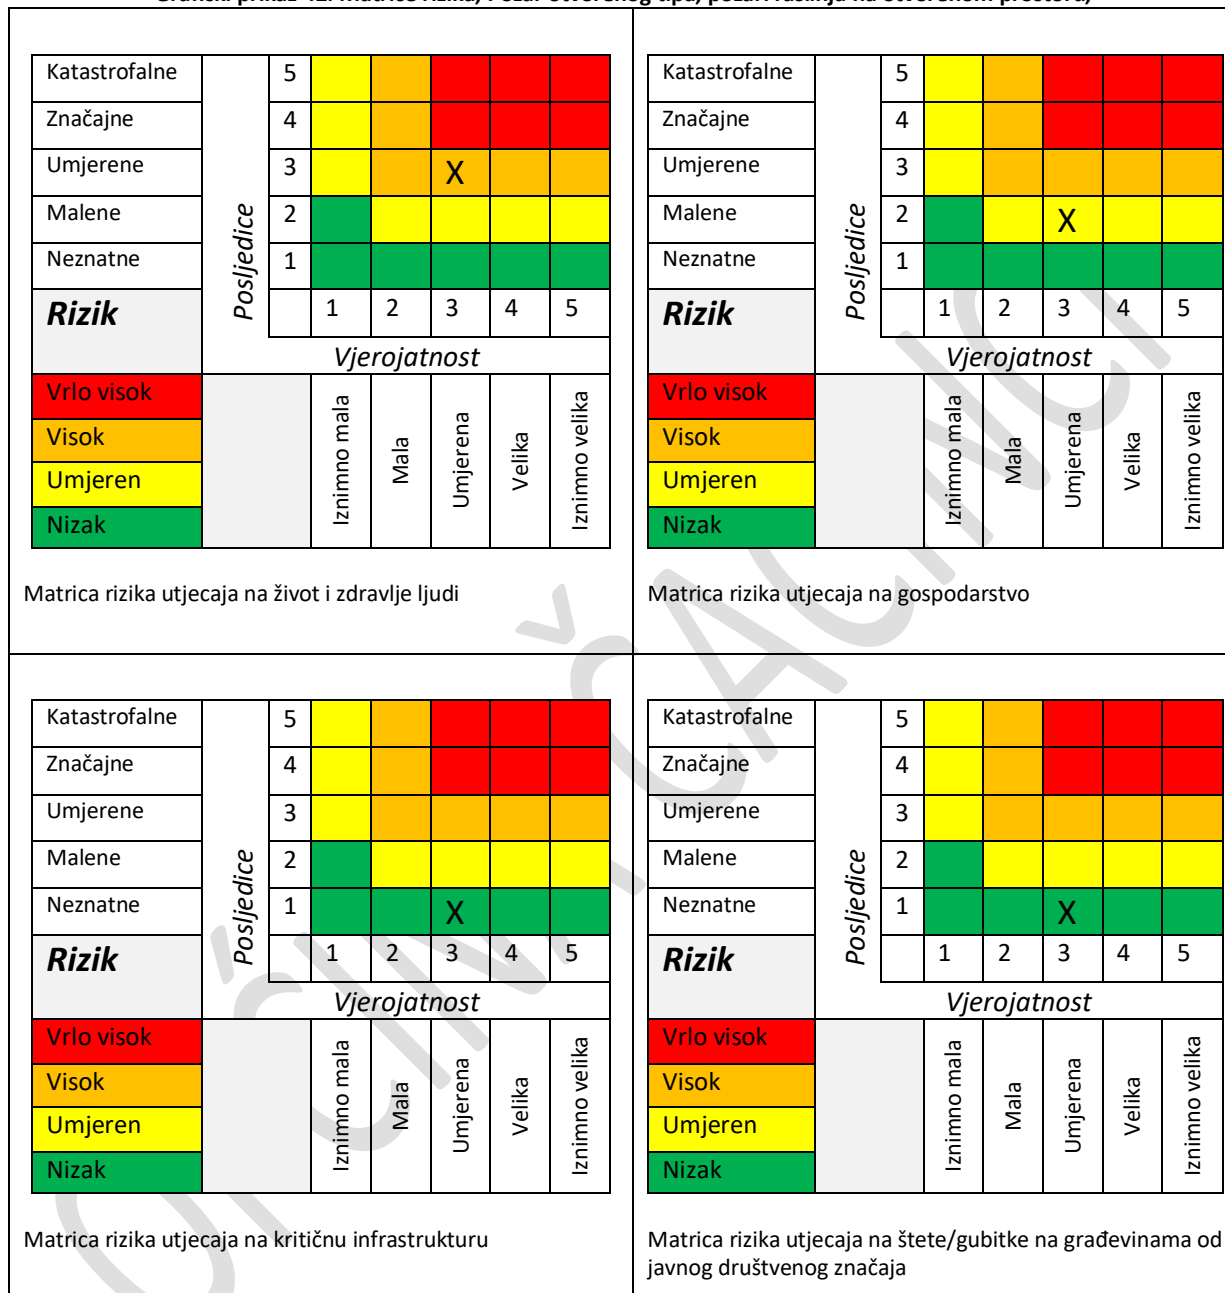 Katastrofalne 5
Značajne 4
Umjerene 3 X
Malene 2
Neznatne 1
Posljedice
Rizik 1 2 3 4 5
Vjerojatnost
Vrlo visok
Visok
Umjeren
Nizak
Iznimno mala
Mala
Umjerena
Velika
Iznimno velika
Matrica rizika utjecaja na život i zdravlje ljudi
Katastrofalne 5
Značajne 4
Umjerene 3
Malene 2 X
Neznatne 1
Posljedice
Rizik 1 2 3 4 5
Vjerojatnost
Vrlo visok
Visok
Umjeren
Nizak
Iznimno mala
Mala
Umjerena
Velika
Iznimno velika
Matrica rizika utjecaja na gospodarstvo
Katastrofalne 5
Značajne 4
Umjerene 3
Malene 2
Neznatne 1 X
Posljedice
Rizik 1 2 3 4 5
Vjerojatnost
Vrlo visok
Visok
Umjeren
Nizak
Iznimno mala
Mala
Umjerena
Velika
Iznimno velika
Matrica rizika utjecaja na kritičnu infrastrukturu
Katastrofalne 5
Značajne 4
Umjerene 3
Malene 2
Neznatne 1 X
Posljedice
Rizik 1 2 3 4 5
Vjerojatnost
Vrlo visok
Visok
Umjeren
Nizak
Iznimno mala
Mala
Umjerena
Velika
Iznimno velika
Matrica rizika utjecaja na štete/gubitke na građevinama od
javnog društvenog značaja